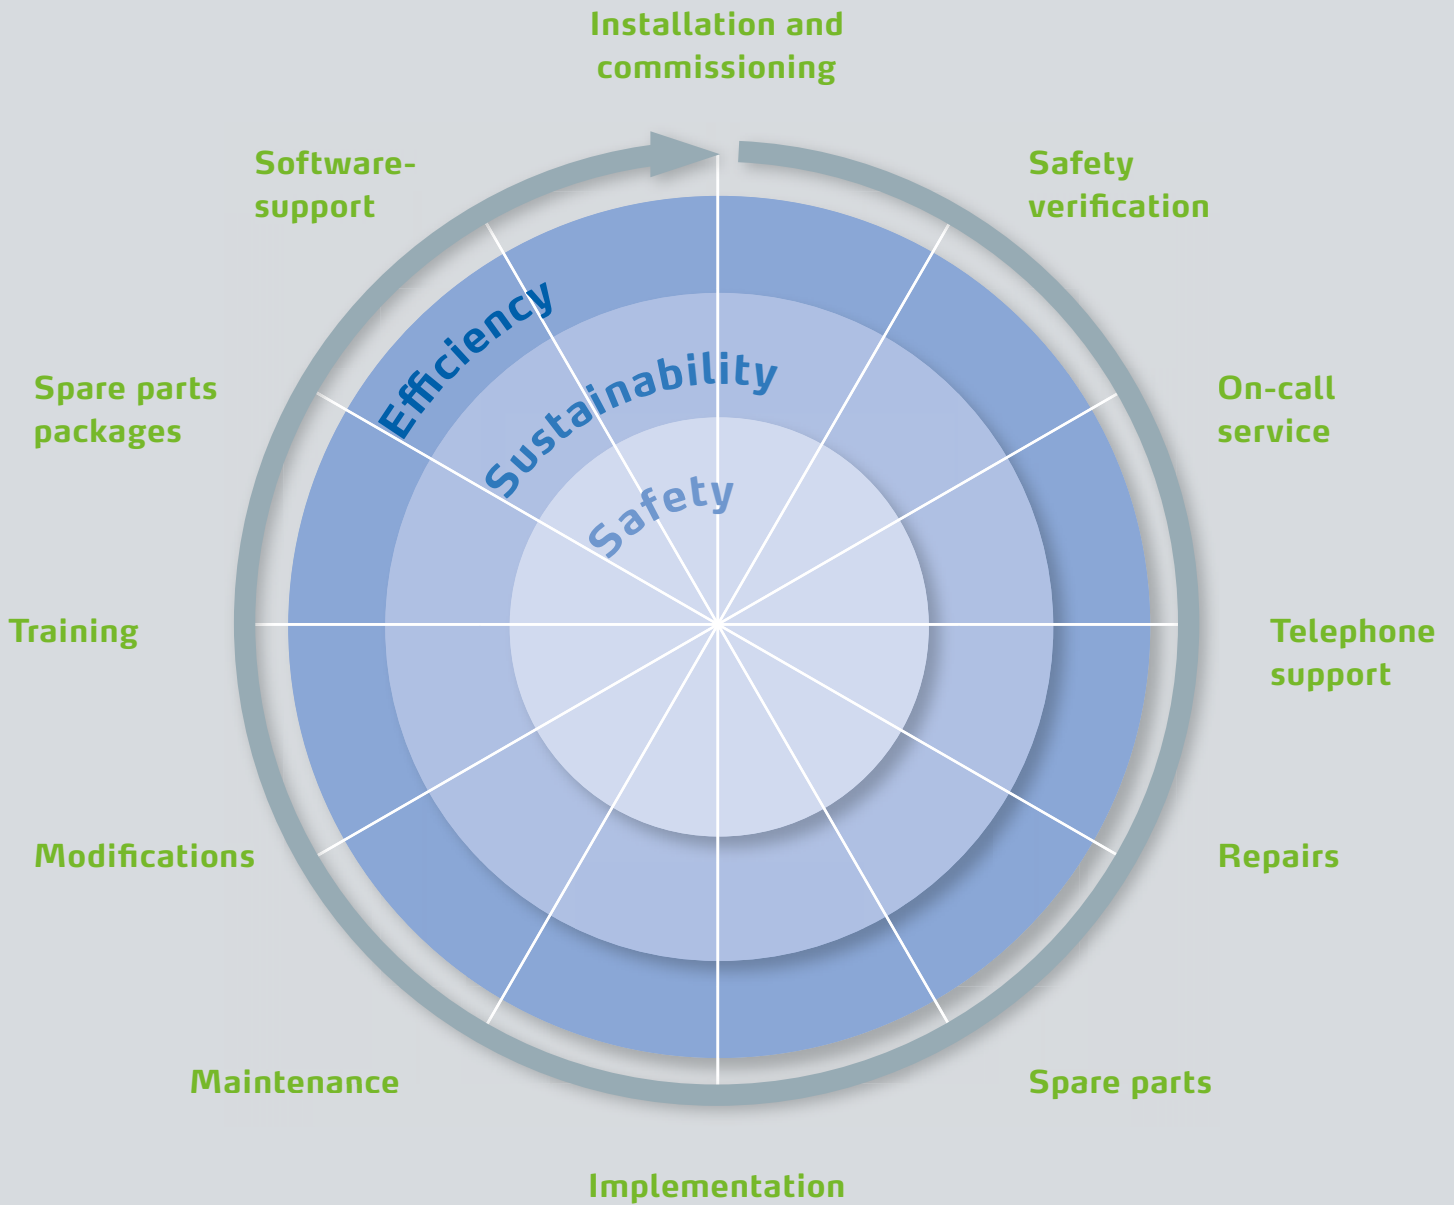 Installation and
commissioning
Software-
support
Safety
verification
Efficiency
Sustainability
Safety
Spare parts
packages
On-call
service
Training
Telephone
support
Modifications
Repairs
Maintenance
Spare parts
Implementation